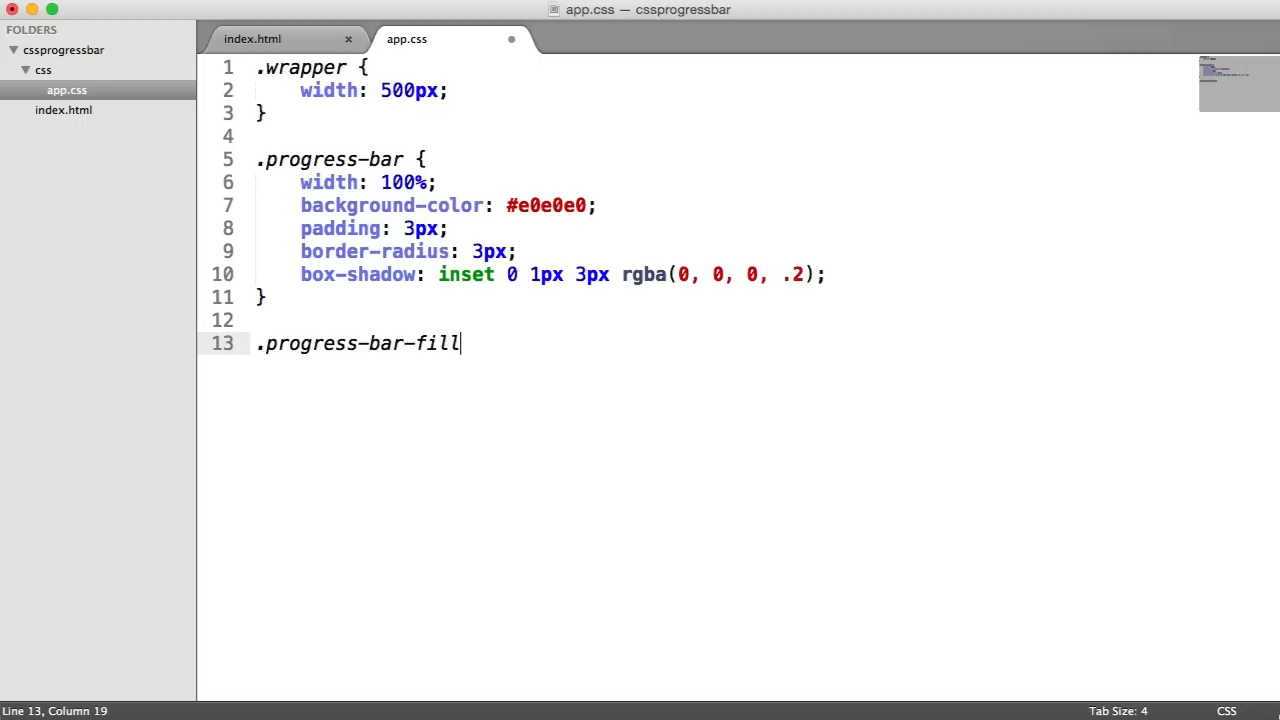 app.css — cssprogressbar
FOLDERS
cssprogressbar
css
app.css
index.html
index.html ×
app.css
1 .wrapper {
2 width: 500px;
3 }
4
5 .progress-bar {
6 width: 100%;
7 background-color: #e0e0e0;
8 padding: 3px;
9 border-radius: 3px;
10 box-shadow: inset 0 1px 3px rgba(0, 0, 0, .2);
11 }
12
13 .progress-bar-fill
Line 13, Column 19
Tab Size: 4
CSS